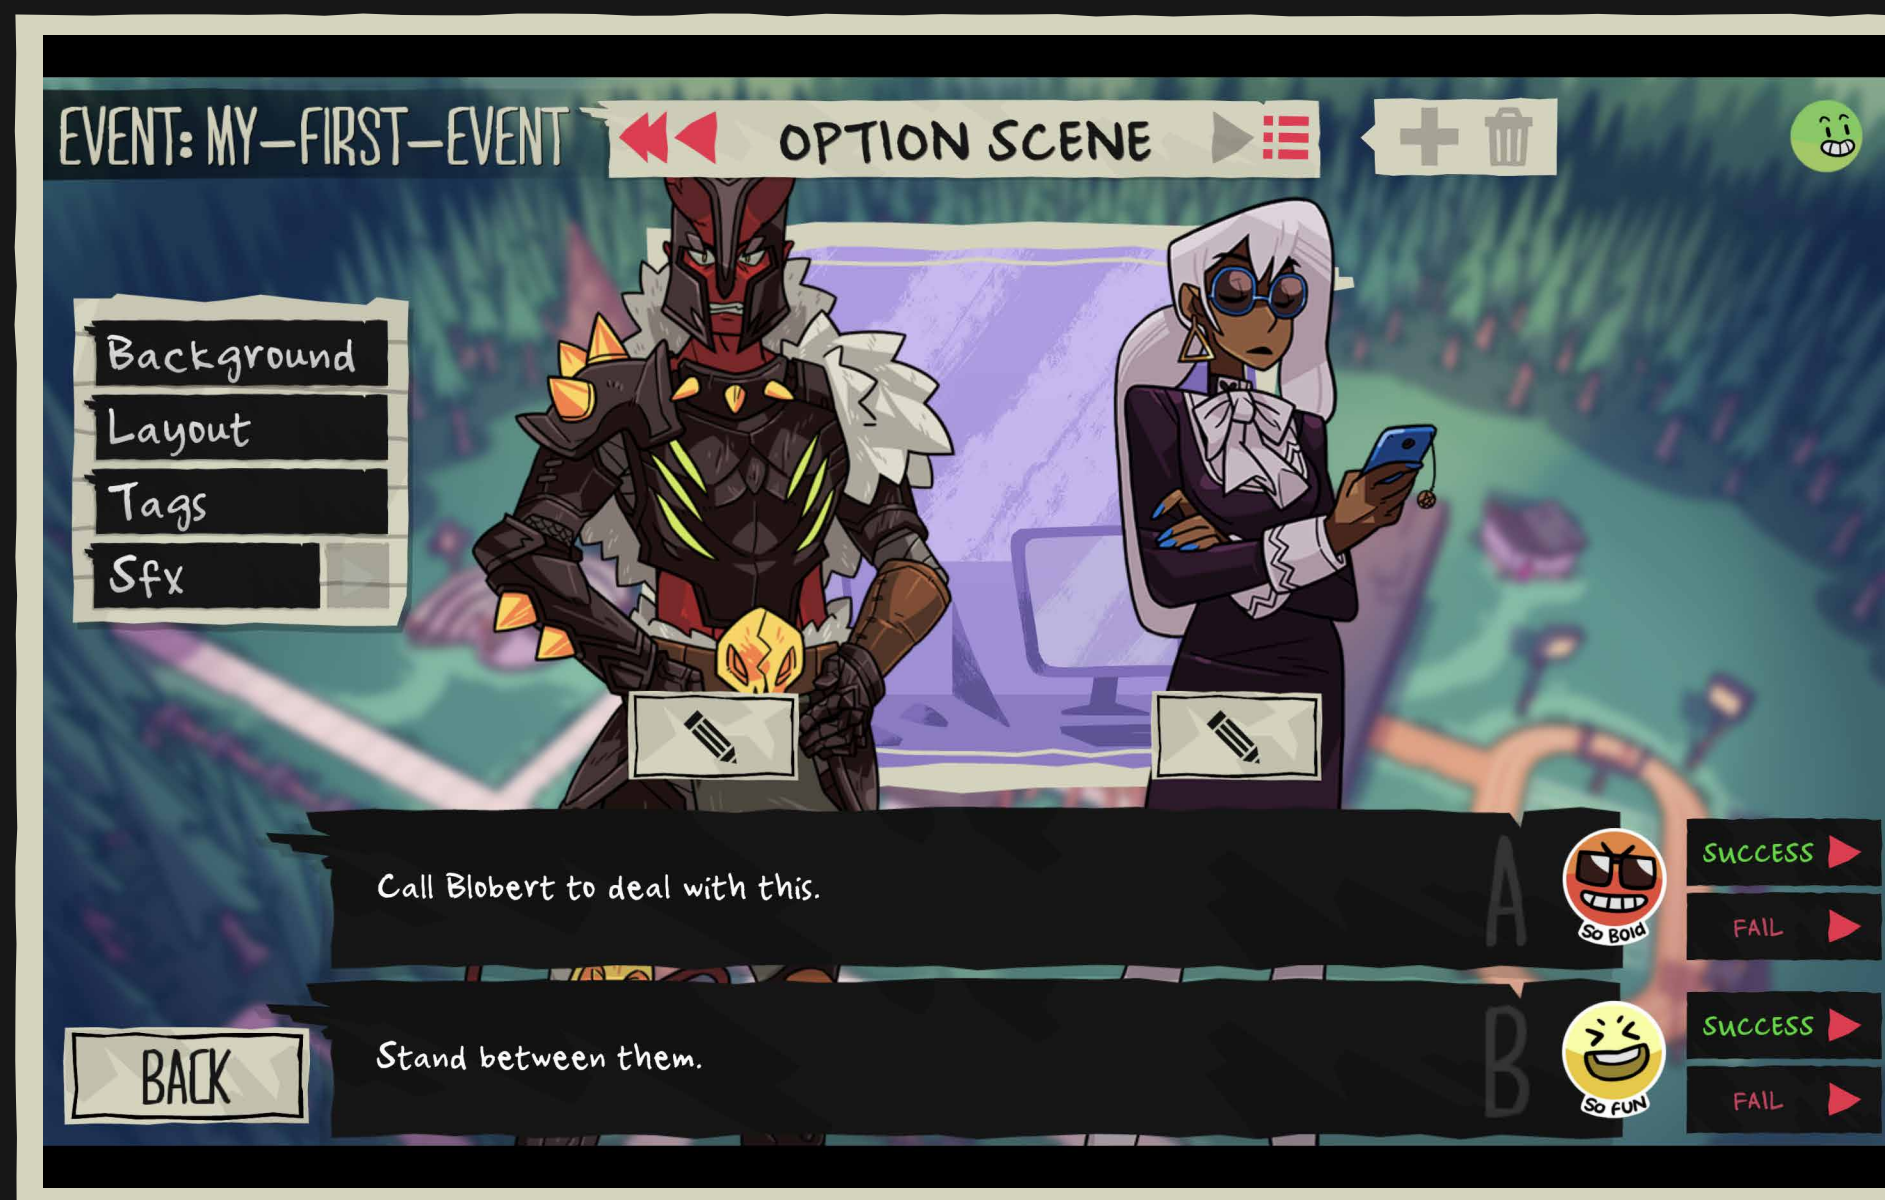 EVENT: MY-FIRST-EVENT
OPTION SCENE
Background
Layout
Tags
Sfx
Call Blobert to deal with this.
A
SO BOld
SUCCESS
FAIL
Stand between them.
B
SO FUN
SUCCESS
FAIL
BACK